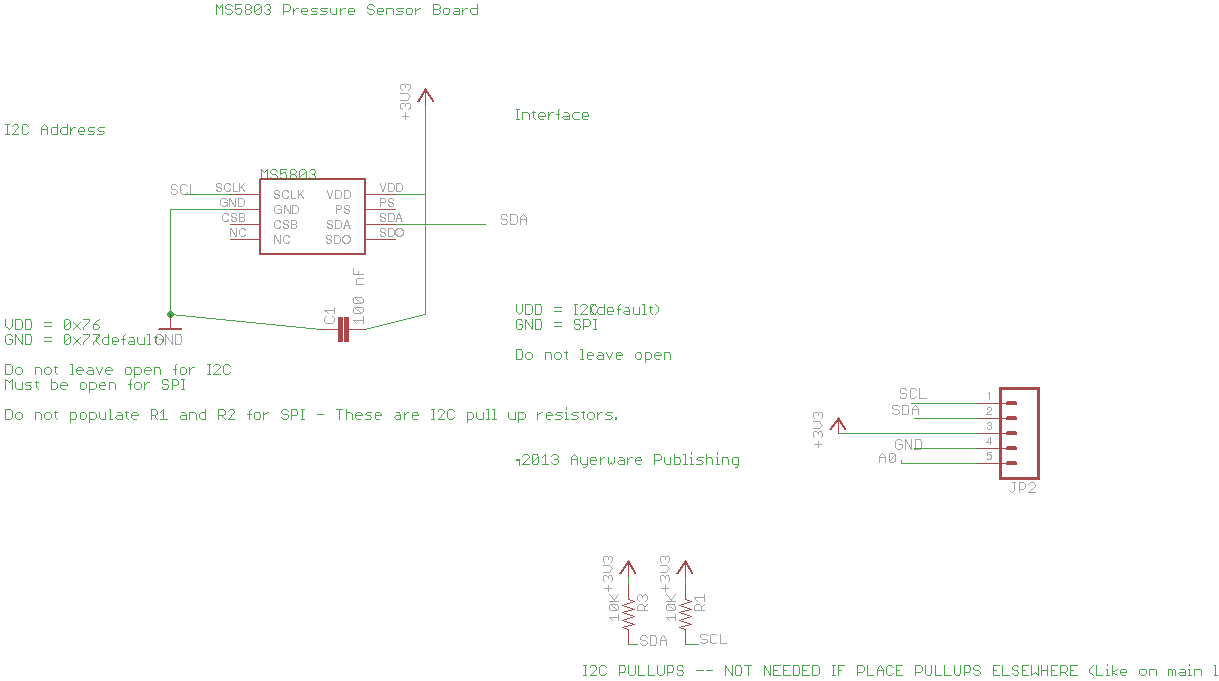 MS5803 Pressure Sensor Board
+3V3
Interface
I2C Address
MS5803
SCL
SCLK
SCLK
VDD
VDD
GND
GND
PS
PS
CSB
CSB
SDA
SDA
SDA
NC
NC
SDO
SDO
C1
100 nF
VDD = I2C(default)
GND = SPI
Do not leave open
VDD = 0x76
GND = 0x77(default)
GND
Do not leave open for I2C
Must be open for SPI
Do not populate R1 and R2 for SPI - These are I2C pull up resistors.
2013 Ayerware Publishing
+3V3
SCL
1
SDA
2
3
GND
4
A0
5
JP2
+3V3
+3V3
10K
R3
10K
R1
SDA
SCL
I2C PULLUPS -- NOT NEEDED IF PLACE PULLUPS ELSEWHERE (Like on main l